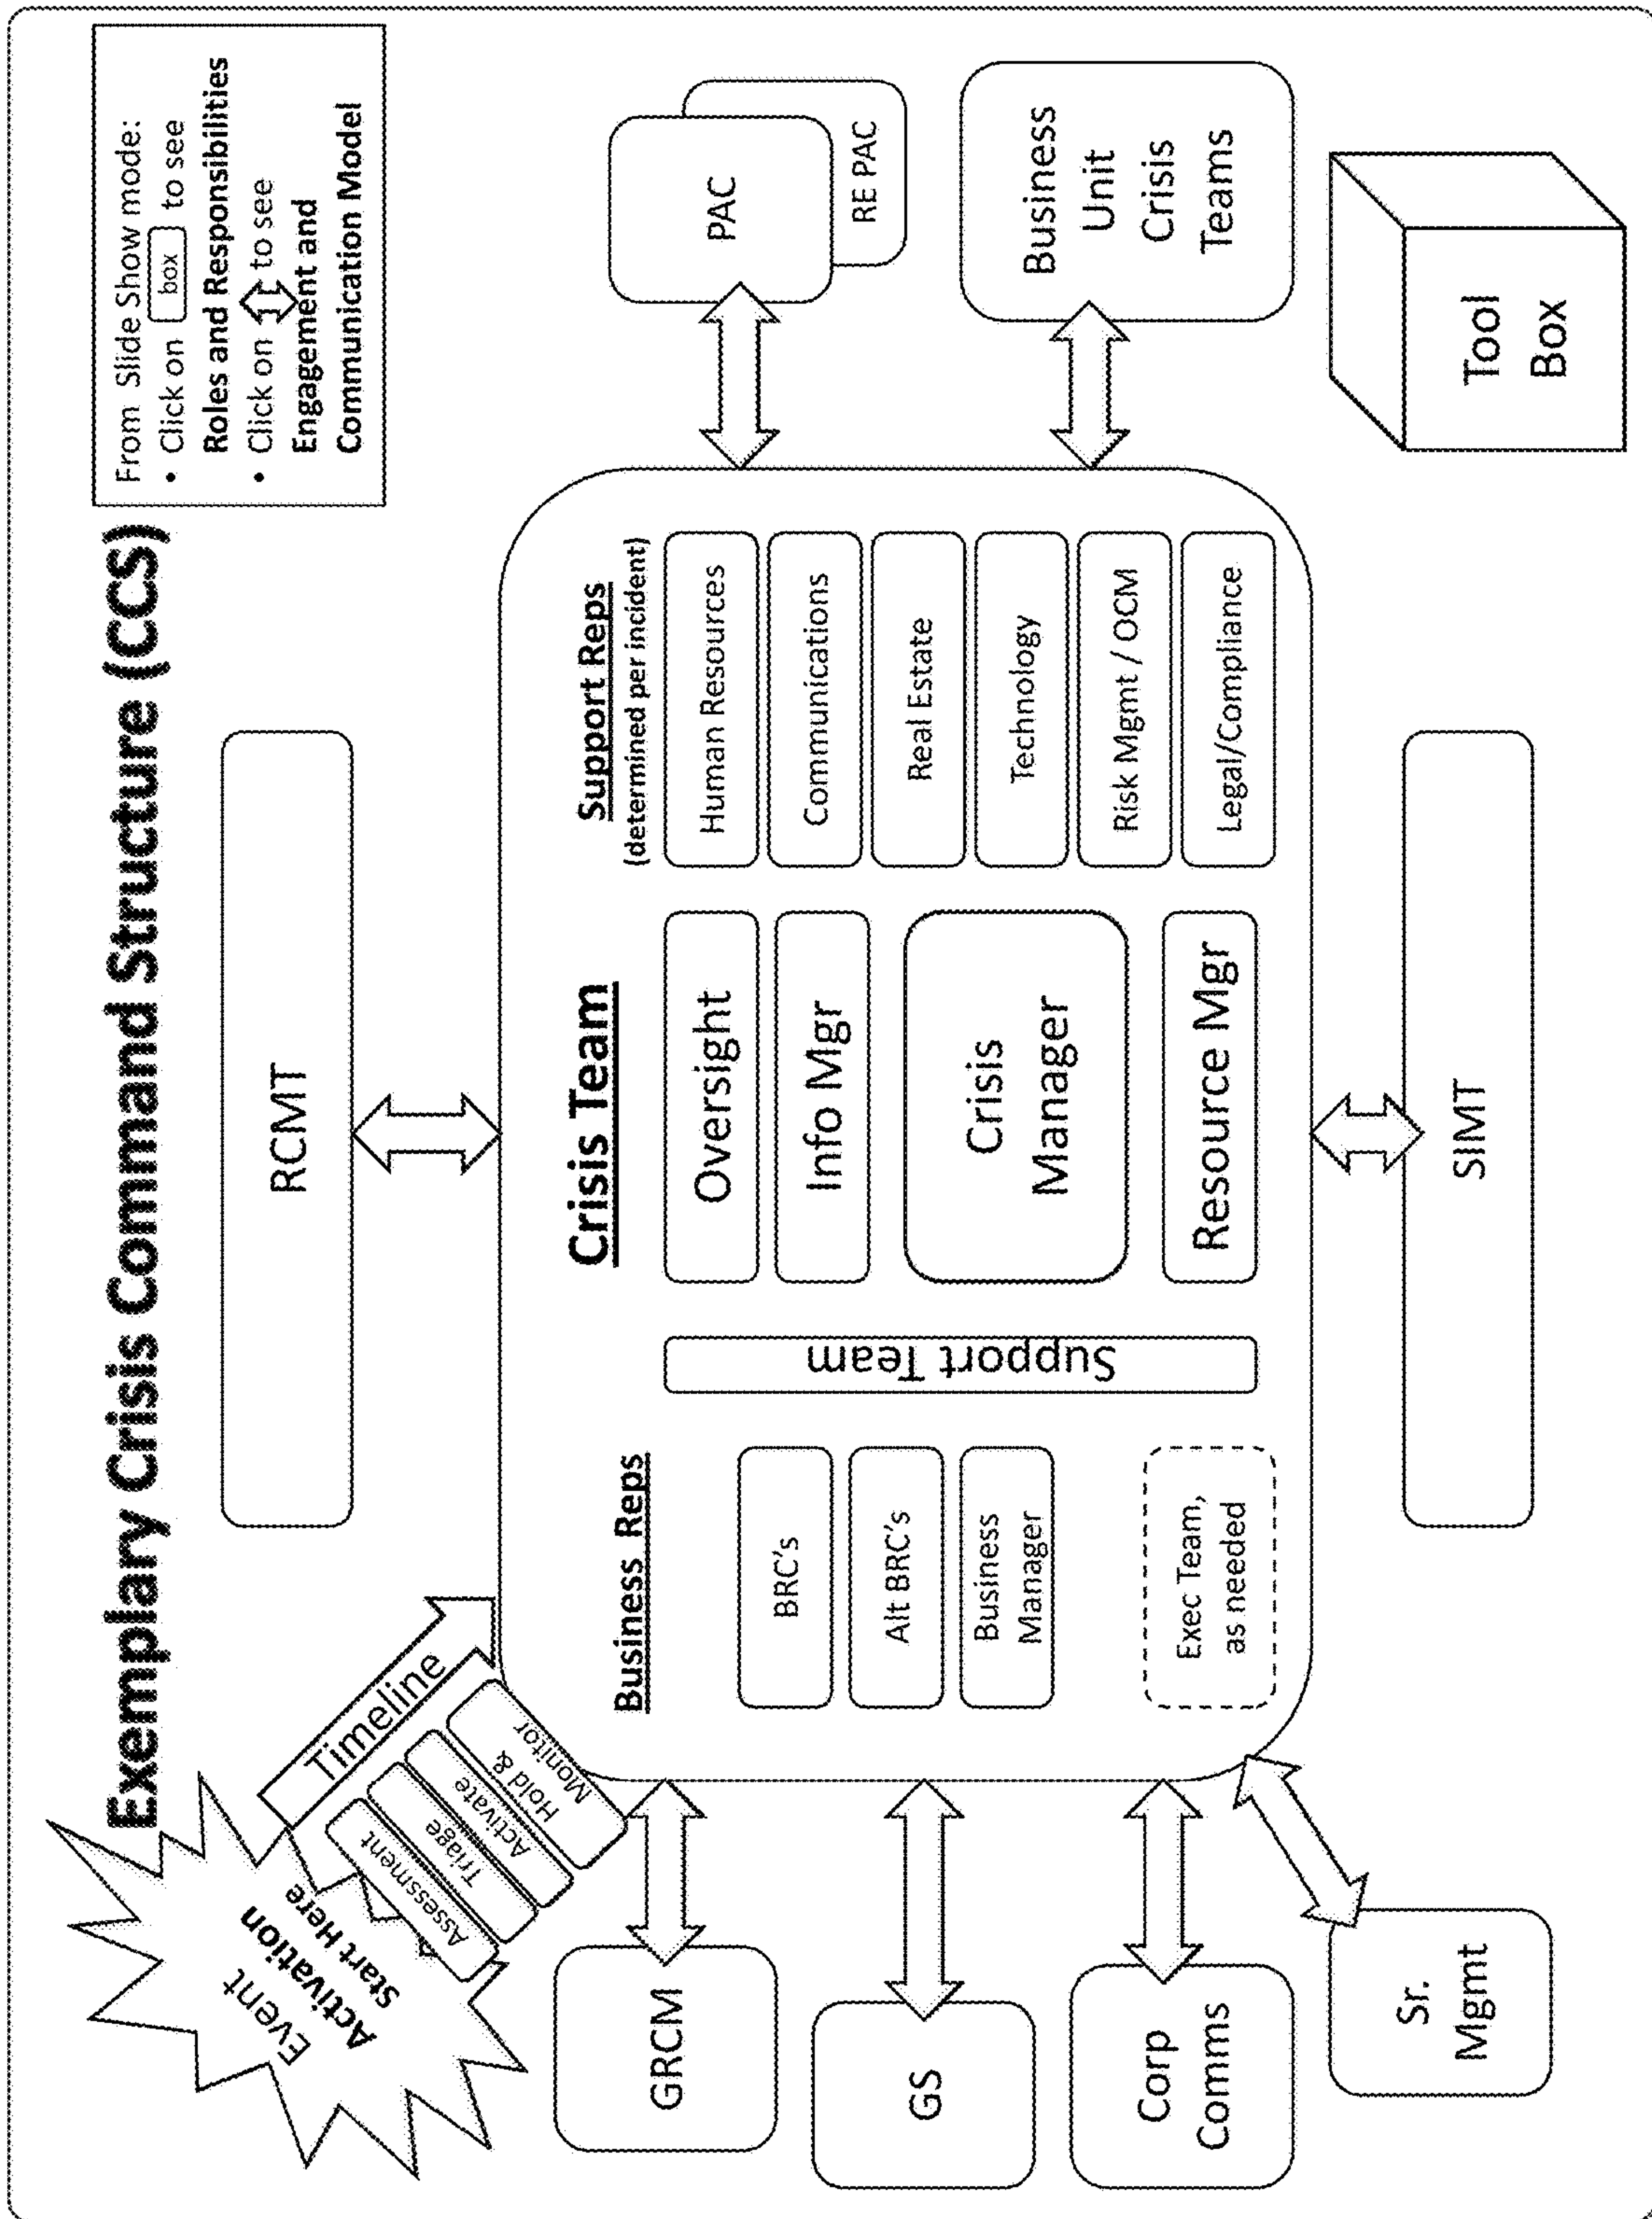 Exemplary Crisis Command Structure (CCS)
From Slide Show mode:
• Click on box to see
Roles and Responsibilities
• Click on to see
Engagement and
Communication Model
Event
Activation
Start Here
Timeline
Assessment
Triage
Activate
Hold &
Monitor
RCMT
GRCM
GS
Corp
Comms
Sr.
Mgmt
Business Reps
BRC's
Alt BRC's
Business
Manager
Exec Team,
as needed
Support Team
Crisis Team
Oversight
Info Mgr
Crisis
Manager
Resource Mgr
Support Reps
(determined per incident)
Human Resources
Communications
Real Estate
Technology
Risk Mgmt / OCM
Legal/Compliance
PAC
RE PAC
Business
Unit
Crisis
Teams
SIMT
Tool
Box